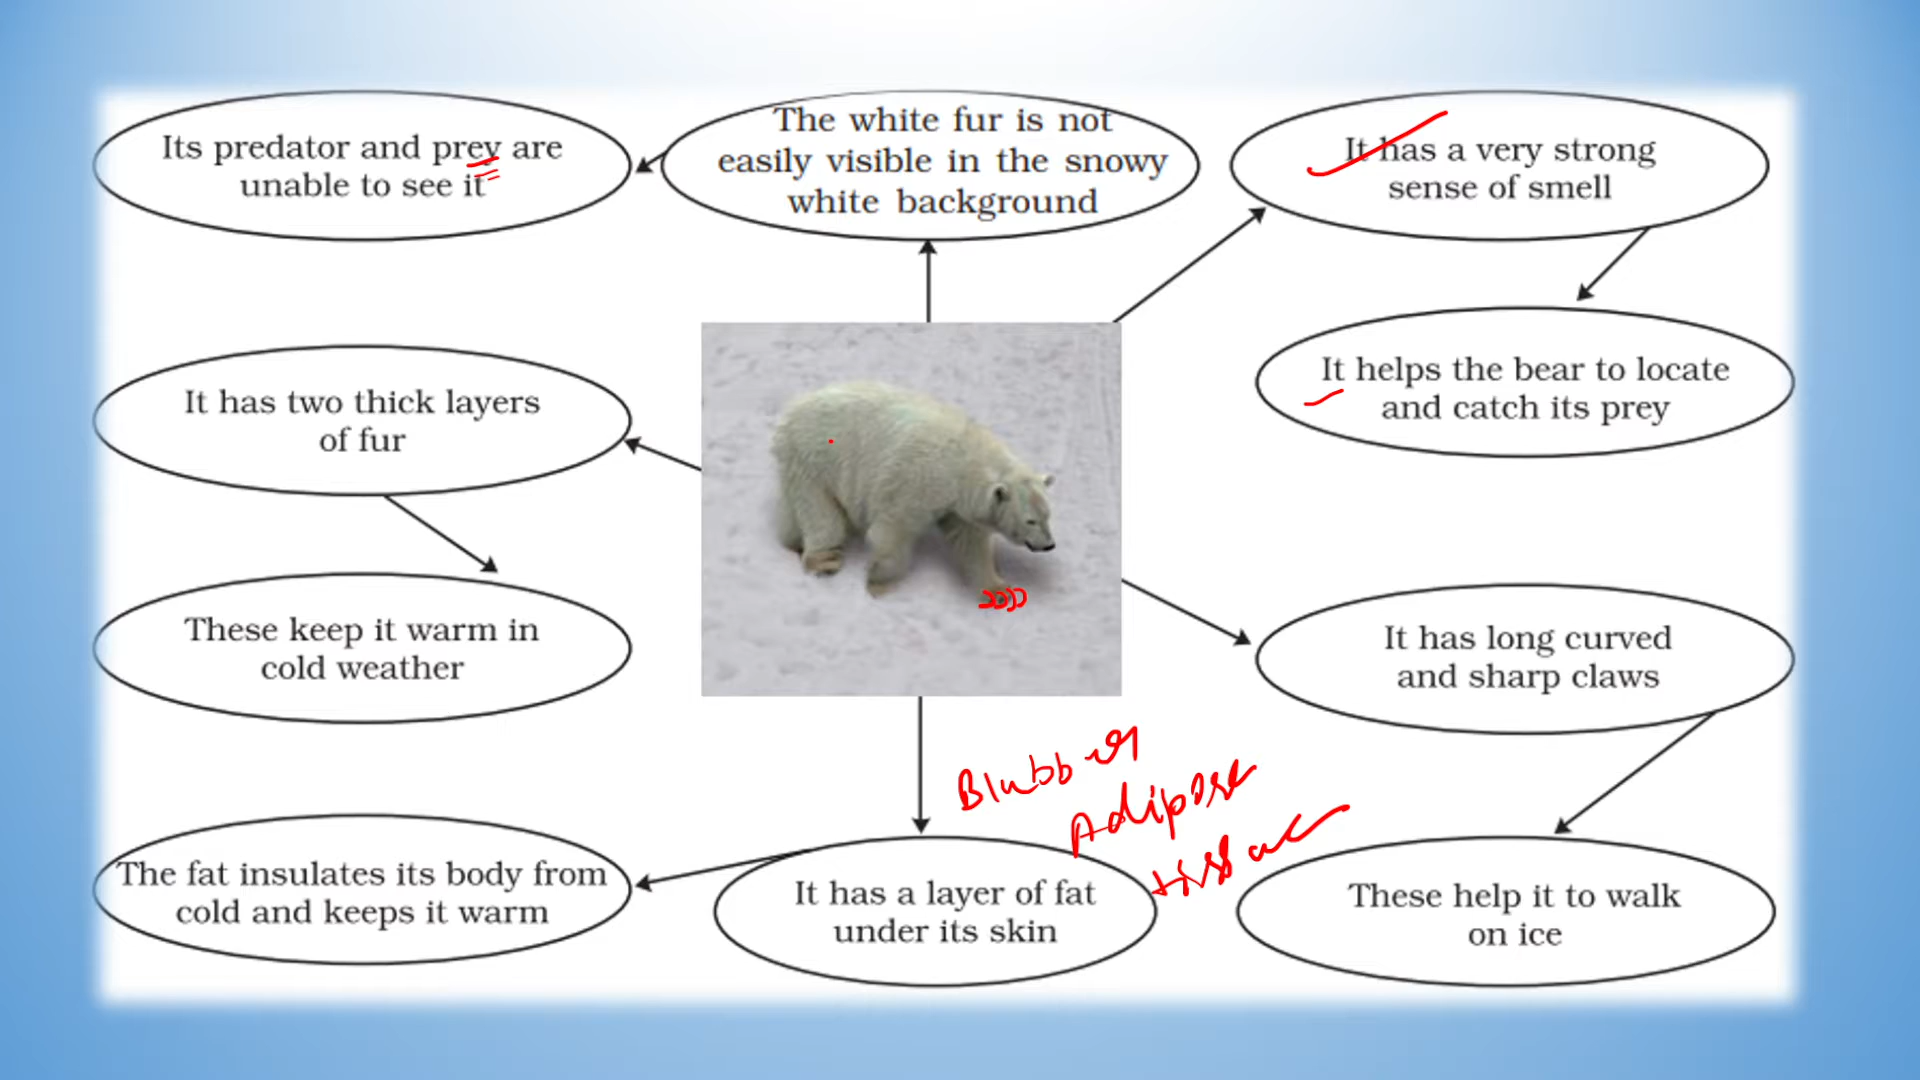 Its predator and prey are
unable to see it
The white fur is not
easily visible in the snowy
white background
It has a very strong
sense of smell
It helps the bear to locate
and catch its prey
It has two thick layers
of fur
These keep it warm in
cold weather
It has long curved
and sharp claws
Blubber
Adipose
tissue
The fat insulates its body from
cold and keeps it warm
It has a layer of fat
under its skin
These help it to walk
on ice